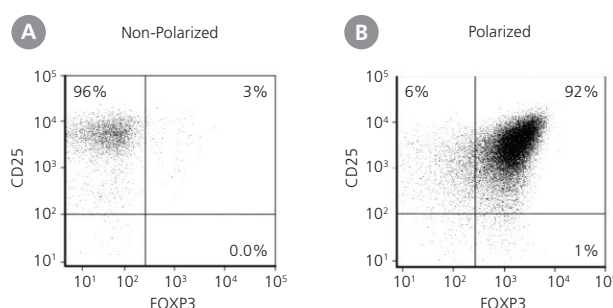 A Non-Polarized
10⁵
96% 3%
10⁴
10³
CD25
10²
0.0%
10¹
10¹ 10² 10³ 10⁴ 10⁵
FOXP3
B Polarized
10⁵
6% 92%
10⁴
10³
CD25
10²
1%
10¹
10¹ 10² 10³ 10⁴ 10⁵
FOXP3